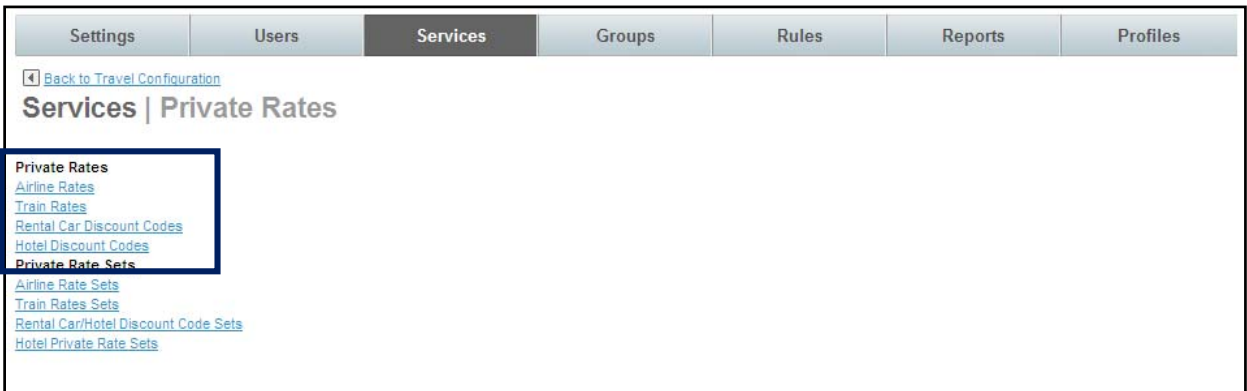 Settings Users Services Groups Rules Reports Profiles
Back to Travel Configuration
Services | Private Rates
Private Rates
Airline Rates
Train Rates
Rental Car Discount Codes
Hotel Discount Codes
Private Rate Sets
Airline Rate Sets
Train Rates Sets
Rental Car/Hotel Discount Code Sets
Hotel Private Rate Sets